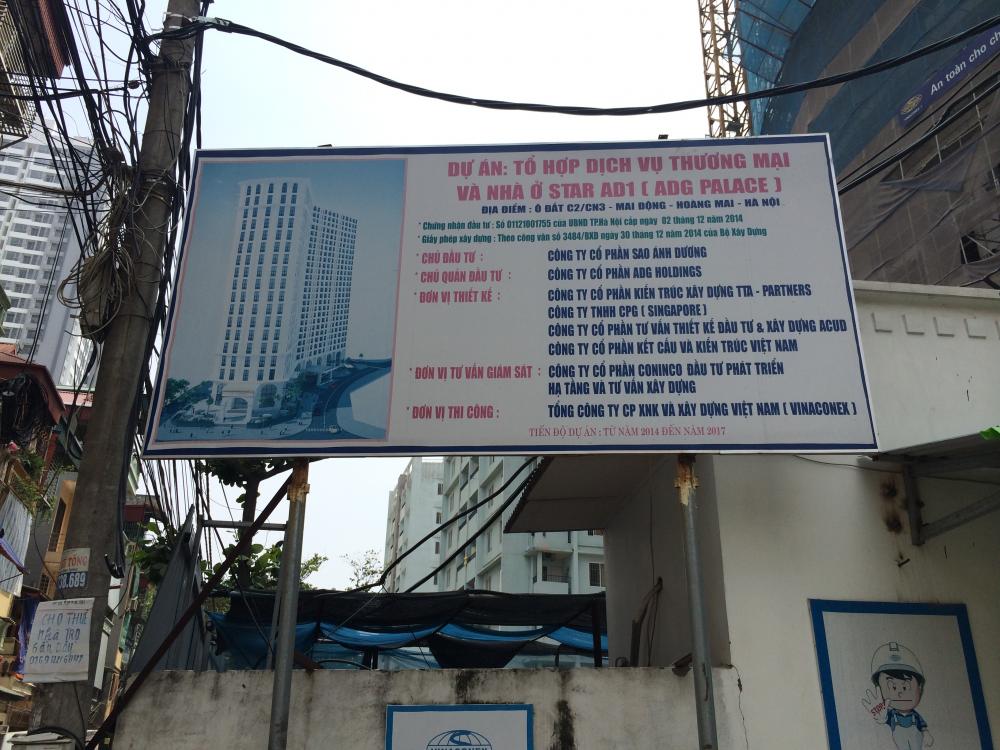 An toàn cho ch
DỰ ÁN: TỔ HỢP DỊCH VỤ THƯƠNG MẠI
VÀ NHÀ Ở STAR AD1 ( ADG PALACE )
ĐỊA ĐIỂM : Ô ĐẤT C2/CN3 - MAI ĐỘNG - HOÀNG MAI - HÀ NỘI
* Chứng nhận đầu tư : Số 01121001755 của UBND TP.Hà Nội cấp ngày 02 tháng 12 năm 2014
* Giấy phép xây dựng : Theo công văn số 3484/BXD ngày 30 tháng 12 năm 2014 của Bộ Xây Dựng
* CHỦ ĐẦU TƯ : CÔNG TY CỔ PHẦN SAO ÁNH DƯƠNG
* CHỦ QUẢN ĐẦU TƯ : CÔNG TY CỔ PHẦN ADG HOLDINGS
* ĐƠN VỊ THIẾT KẾ : CÔNG TY CỔ PHẦN KIẾN TRÚC XÂY DỰNG TTA - PARTNERS
CÔNG TY TNHH CPG ( SINGAPORE )
CÔNG TY CỔ PHẦN TƯ VẤN THIẾT KẾ ĐẦU TƯ & XÂY DỰNG ACUD
CÔNG TY CỔ PHẦN KẾT CẤU VÀ KIẾN TRÚC VIỆT NAM
* ĐƠN VỊ TƯ VẤN GIÁM SÁT : CÔNG TY CỔ PHẦN CONINCO ĐẦU TƯ PHÁT TRIỂN
HẠ TẦNG VÀ TƯ VẤN XÂY DỰNG
* ĐƠN VỊ THI CÔNG : TỔNG CÔNG TY CP XNK VÀ XÂY DỰNG VIỆT NAM ( VINACONEX )
TIẾN ĐỘ DỰ ÁN : TỪ NĂM 2014 ĐẾN NĂM 2017
38.689
CHO THUÊ
NHÀ TRỌ
GẦN ĐÂY
STOP!
VINACONEX